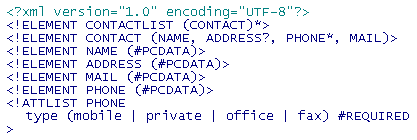 <?xml version="1.0" encoding="UTF-8"?>
<!ELEMENT CONTACTLIST (CONTACT)*>
<!ELEMENT CONTACT (NAME, ADDRESS?, PHONE*, MAIL)>
<!ELEMENT NAME (#PCDATA)>
<!ELEMENT ADDRESS (#PCDATA)>
<!ELEMENT MAIL (#PCDATA)>
<!ELEMENT PHONE (#PCDATA)>
<!ATTLIST PHONE
  type (mobile | private | office | fax) #REQUIRED
>